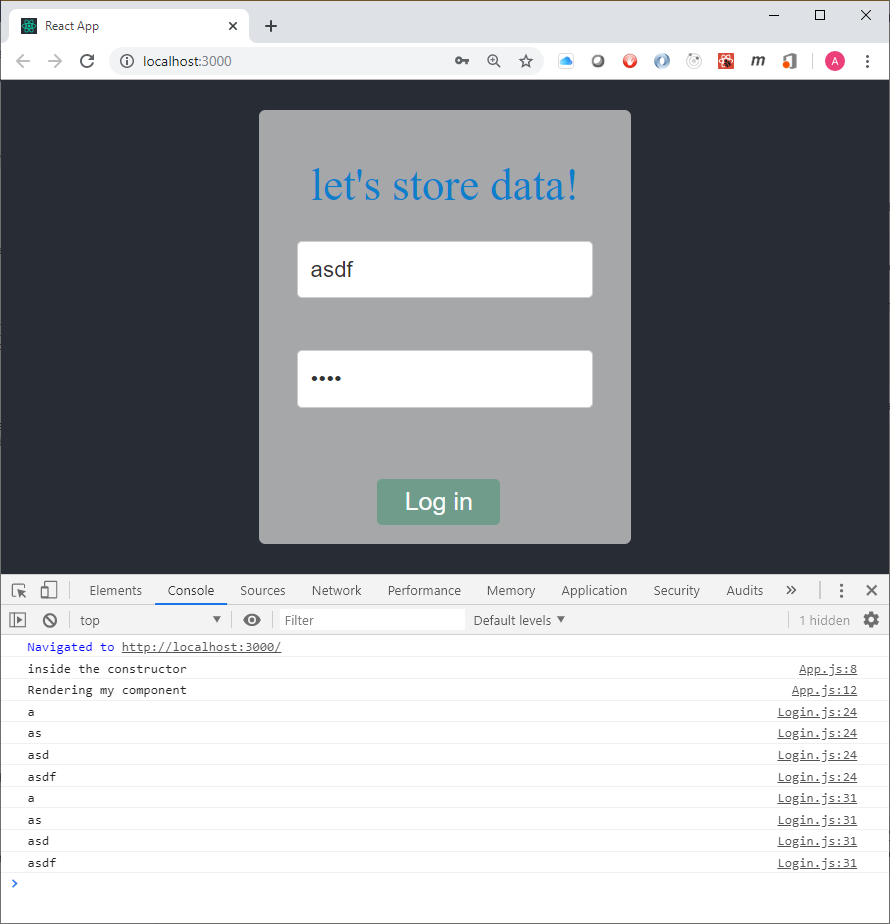 React App
localhost:3000
m
A
let's store data!
asdf
••••
Log in
Elements Console Sources Network Performance Memory Application Security Audits »
top Filter Default levels 1 hidden
Navigated to http://localhost:3000/
inside the constructor App.js:8
Rendering my component App.js:12
a Login.js:24
as Login.js:24
asd Login.js:24
asdf Login.js:24
a Login.js:31
as Login.js:31
asd Login.js:31
asdf Login.js:31